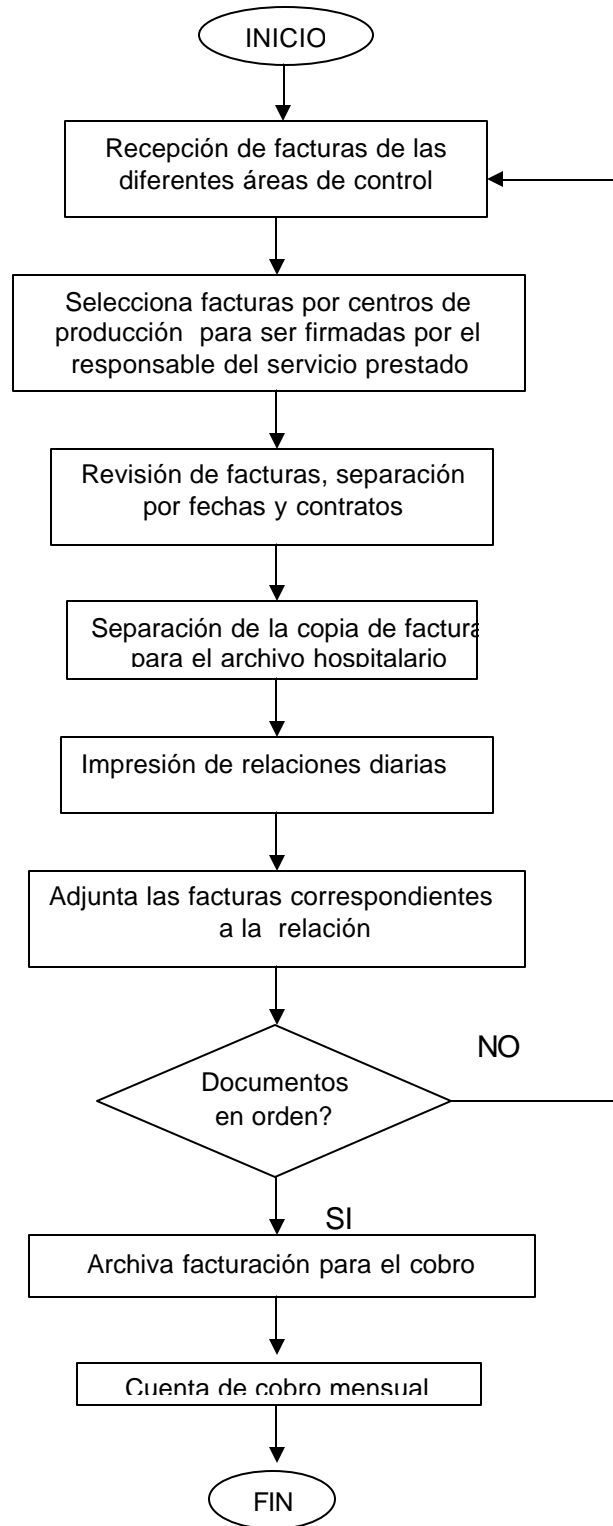 INICIO
Recepción de facturas de las
diferentes áreas de control
Selecciona facturas por centros de
producción para ser firmadas por el
responsable del servicio prestado
Revisión de facturas, separación
por fechas y contratos
Separación de la copia de factura
para el archivo hospitalario
Impresión de relaciones diarias
Adjunta las facturas correspondientes
a la relación
NO
Documentos
en orden?
SI
Archiva facturación para el cobro
Cuenta de cobro mensual
FIN